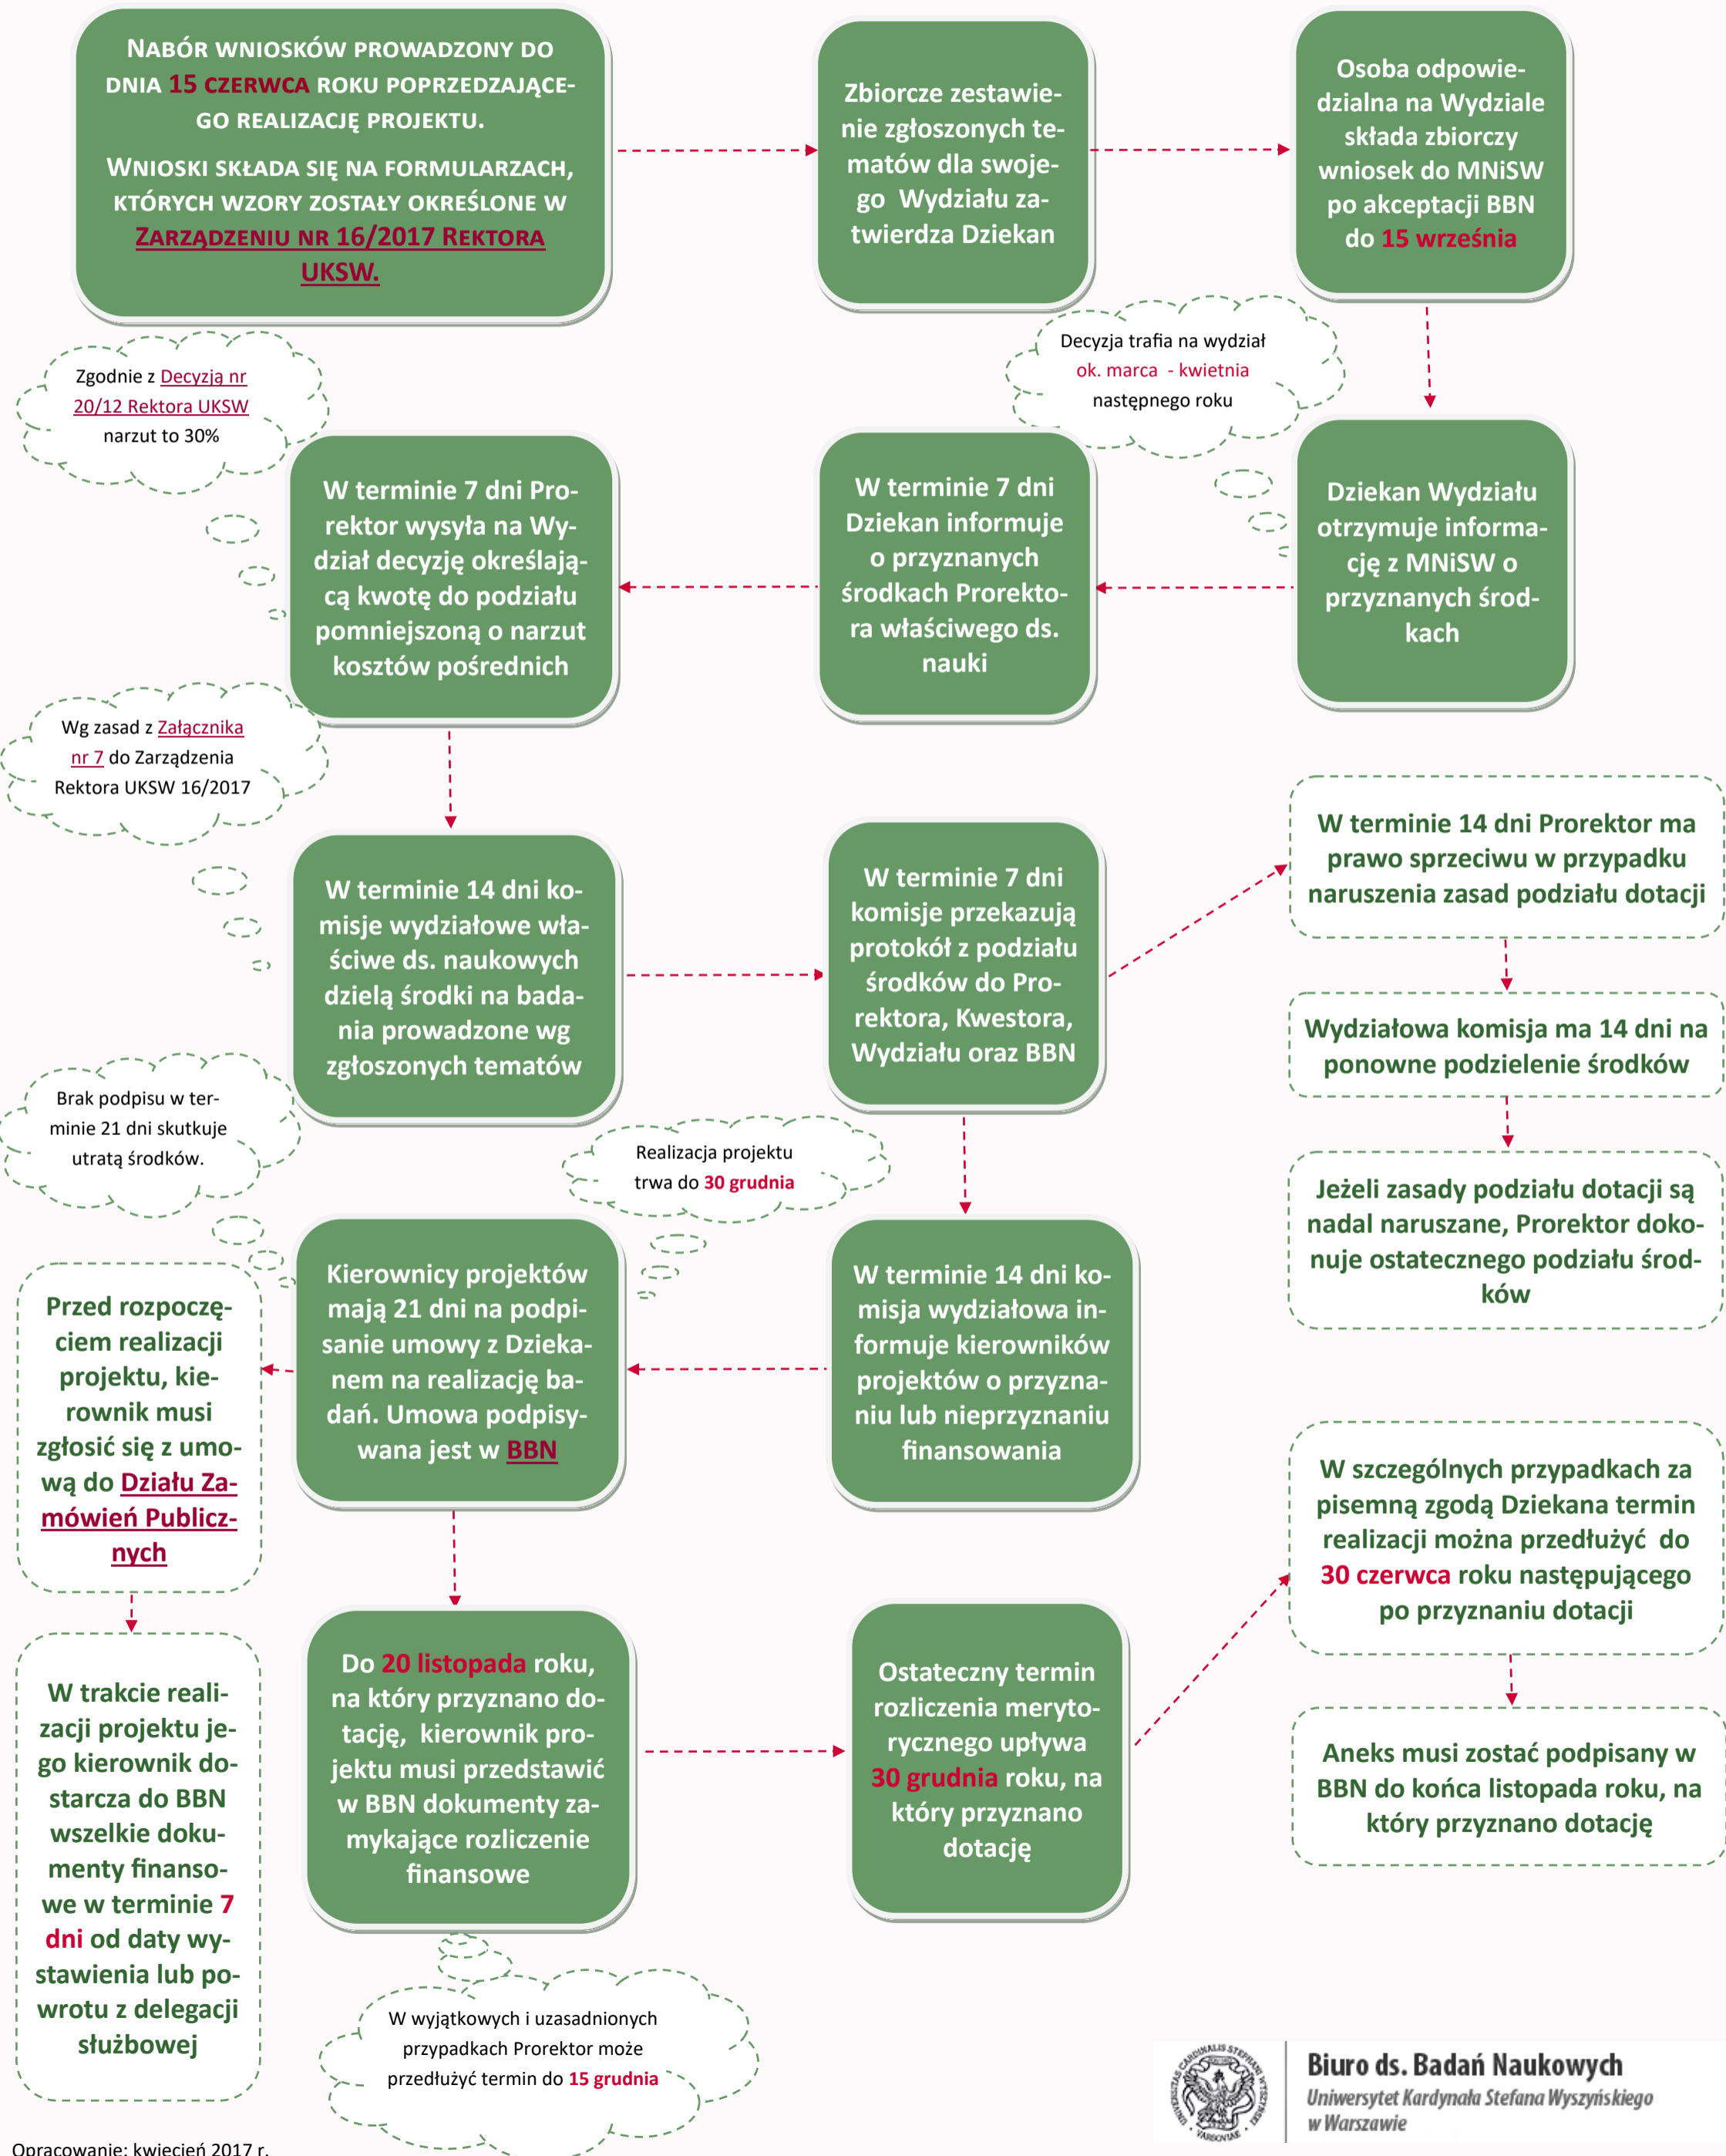 NABÓR WNIOSKÓW PROWADZONY DO
DNIA 15 CZERWCA ROKU POPRZEDZAJĄCE-
GO REALIZACJĘ PROJEKTU.
WNIOSKI SKŁADA SIĘ NA FORMULARZACH,
KTÓRYCH WZORY ZOSTAŁY OKREŚLONE W
ZARZĄDZENIU NR 16/2017 REKTORA
UKSW.
Zbiorcze zestawie-
nie zgłoszonych te-
matów dla swoje-
go Wydziału za-
twierdza Dziekan
Osoba odpowie-
dzialna na Wydziale
składa zbiorczy
wniosek do MNiSW
po akceptacji BBN
do 15 września
Decyzja trafia na wydział
ok. marca - kwietnia
następnego roku
Dziekan Wydziału
otrzymuje informa-
cję z MNiSW o
przyznanych środ-
kach
W terminie 7 dni
Dziekan informuje
o przyznanych
środkach Prorekto-
ra właściwego ds.
nauki
Zgodnie z Decyzją nr
20/12 Rektora UKSW
narzut to 30%
W terminie 7 dni Pro-
rektor wysyła na Wy-
dział decyzję określają-
cą kwotę do podziału
pomniejszoną o narzut
kosztów pośrednich
Wg zasad z Załącznika
nr 7 do Zarządzenia
Rektora UKSW 16/2017
W terminie 14 dni ko-
misje wydziałowe wła-
ściwe ds. naukowych
dzielą środki na bada-
nia prowadzone wg
zgłoszonych tematów
W terminie 7 dni
komisje przekazują
protokół z podziału
środków do Pro-
rektora, Kwestora,
Wydziału oraz BBN
W terminie 14 dni Prorektor ma
prawo sprzeciwu w przypadku
naruszenia zasad podziału dotacji
Wydziałowa komisja ma 14 dni na
ponowne podzielenie środków
Jeżeli zasady podziału dotacji są
nadal naruszane, Prorektor doko-
nuje ostatecznego podziału środ-
ków
W terminie 14 dni ko-
misja wydziałowa in-
formuje kierowników
projektów o przyzna-
niu lub nieprzyznaniu
finansowania
Realizacja projektu
trwa do 30 grudnia
Brak podpisu w ter-
minie 21 dni skutkuje
utratą środków.
Kierownicy projektów
mają 21 dni na podpi-
sanie umowy z Dzieka-
nem na realizację ba-
dań. Umowa podpisy-
wana jest w BBN
Przed rozpoczę-
ciem realizacji
projektu, kie-
rownik musi
zgłosić się z umo-
wą do Działu Za-
mówień Publicz-
nych
W trakcie reali-
zacji projektu je-
go kierownik do-
starcza do BBN
wszelkie doku-
menty finanso-
we w terminie 7
dni od daty wy-
stawienia lub po-
wrotu z delegacji
służbowej
Do 20 listopada roku,
na który przyznano do-
tację, kierownik pro-
jektu musi przedstawić
w BBN dokumenty za-
mykające rozliczenie
finansowe
W wyjątkowych i uzasadnionych
przypadkach Prorektor może
przedłużyć termin do 15 grudnia
Ostateczny termin
rozliczenia meryto-
rycznego upływa
30 grudnia roku, na
który przyznano
dotację
W szczególnych przypadkach za
pisemną zgodą Dziekana termin
realizacji można przedłużyć do
30 czerwca roku następującego
po przyznaniu dotacji
Aneks musi zostać podpisany w
BBN do końca listopada roku, na
który przyznano dotację
UNIVERSITAS CARDINALIS STEPHANI WYSZYŃSKI
VARSOVIAE
Biuro ds. Badań Naukowych
Uniwersytet Kardynała Stefana Wyszyńskiego
w Warszawie
Opracowanie: kwiecień 2017 r.